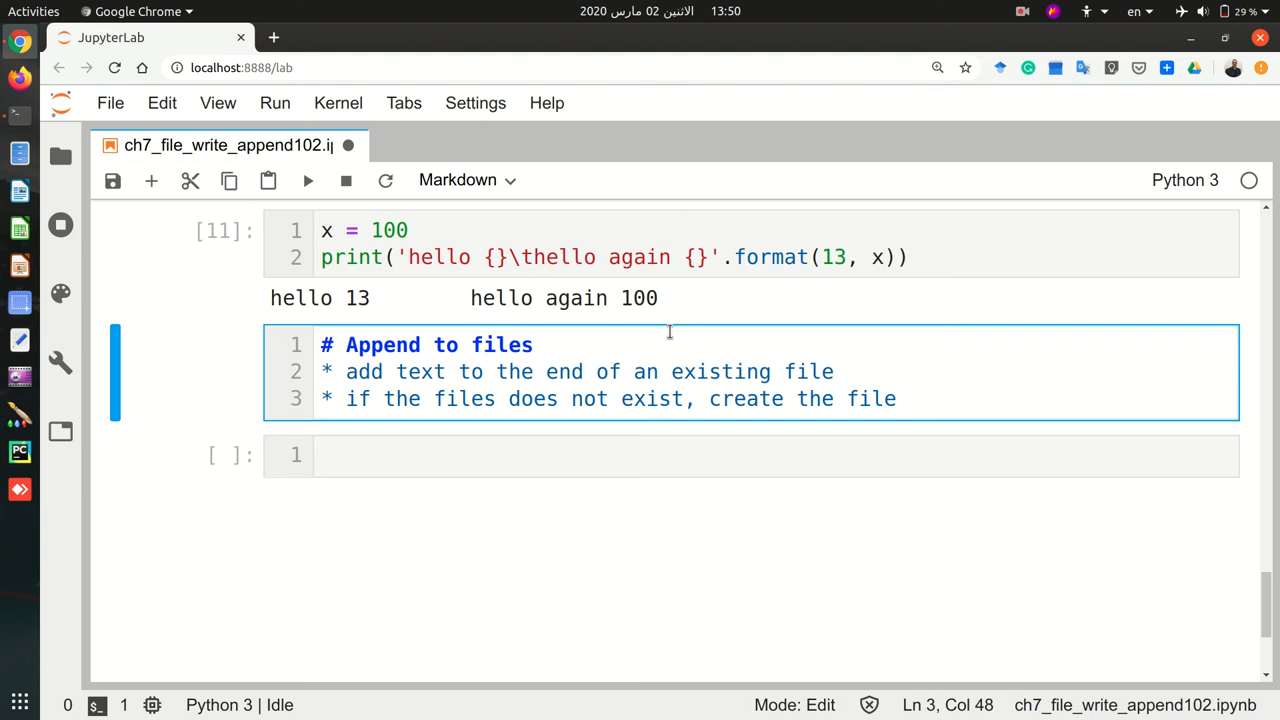 Activities Google Chrome الاثنين 02 مارس 2020 13:50 en 29 %
JupyterLab
localhost:8888/lab
File Edit View Run Kernel Tabs Settings Help
ch7_file_write_append102.ip
Markdown Python 3
[11]: 1 x = 100
2 print('hello {}\thello again {}'.format(13, x))
hello 13 hello again 100
1 # Append to files
2 * add text to the end of an existing file
3 * if the files does not exist, create the file
[ ]: 1
PC
0 $_ 1 Python 3 | Idle Mode: Edit Ln 3, Col 48 ch7_file_write_append102.ipynb